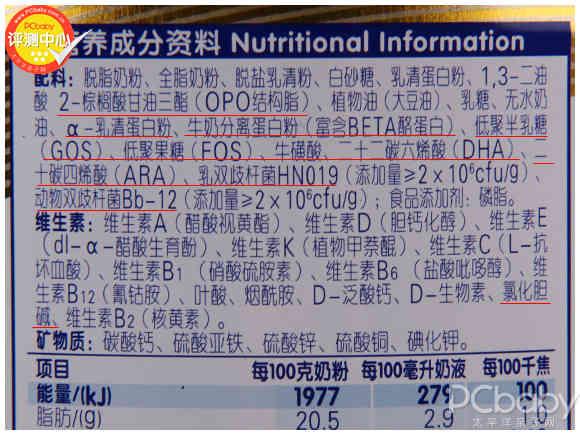 PCbaby
评测中心
营养成分资料 Nutritional Information
配料：脱脂奶粉、全脂奶粉、脱盐乳清粉、白砂糖、乳清蛋白粉、1,3-二油
酸 2-棕榈酸甘油三酯（OPO结构脂）、植物油（大豆油）、乳糖、无水奶
油、α-乳清蛋白粉、牛奶分离蛋白粉（富含BETA酪蛋白）、低聚半乳糖
（GOS）、低聚果糖（FOS）、牛磺酸、二十二碳六烯酸（DHA）、二
十碳四烯酸（ARA）、乳双歧杆菌HN019（添加量≥2×10⁶cfu/g）、
动物双歧杆菌Bb-12（添加量≥2×10⁶cfu/g）；食品添加剂：磷脂。
维生素：维生素A（醋酸视黄酯）、维生素D（胆钙化醇）、维生素E
（dl-α-醋酸生育酚）、维生素K（植物甲萘醌）、维生素C（L-抗
坏血酸）、维生素B1（硝酸硫胺素）、维生素B6（盐酸吡哆醇）、维
生素B12（氰钴胺）、叶酸、烟酰胺、D-泛酸钙、D-生物素、氯化胆
碱、维生素B2（核黄素）。
矿物质：碳酸钙、硫酸亚铁、硫酸锌、硫酸铜、碘化钾。
项目 每100克奶粉 每100毫升奶液 每100千焦
能量/(kJ) 1977 279 100
脂肪/(g) 20.5 2.9
PCbaby
太平洋亲子网